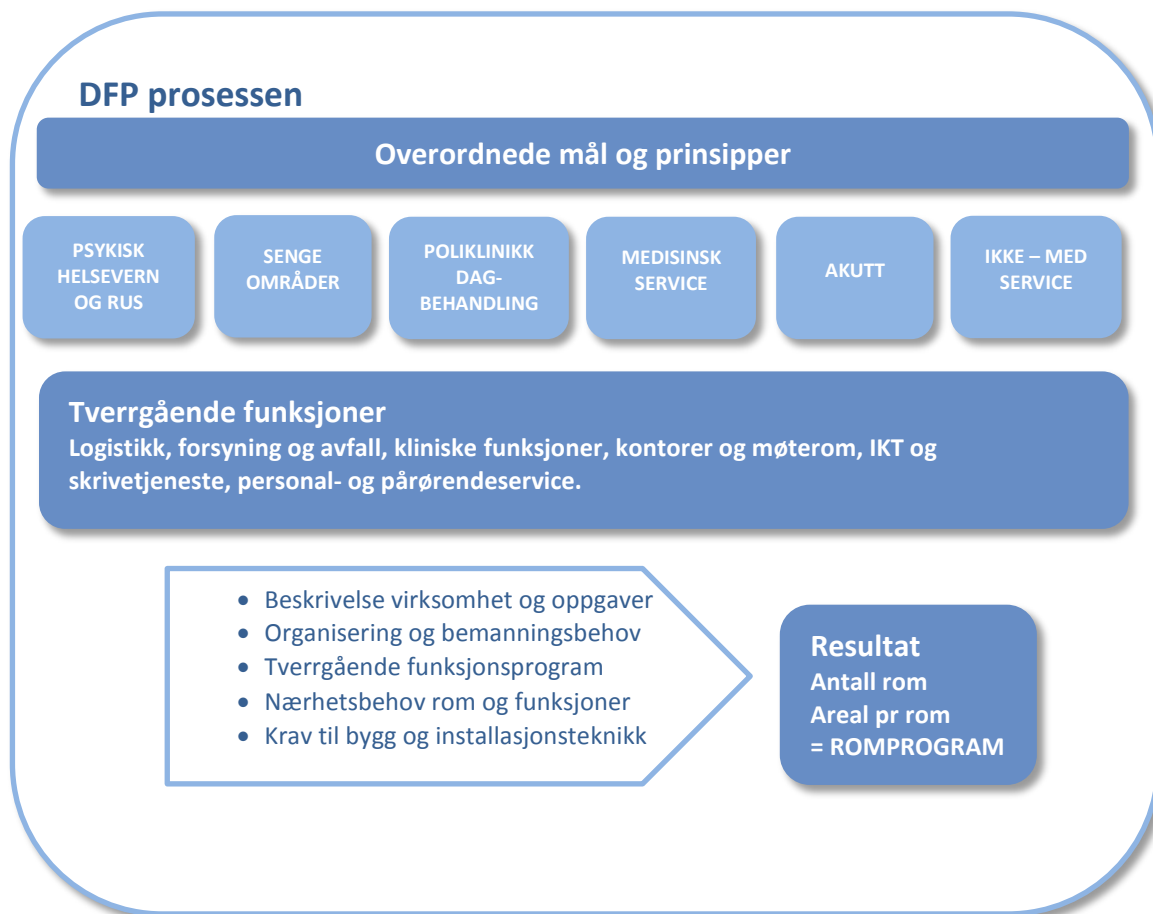 DFP prosessen
Overordnede mål og prinsipper
PSYKISK
HELSEVERN
OG RUS
SENGE
OMRÅDER
POLIKLINIKK
DAG-
BEHANDLING
MEDISINSK
SERVICE
AKUTT
IKKE – MED
SERVICE
Tverrgående funksjoner
Logistikk, forsyning og avfall, kliniske funksjoner, kontorer og møterom, IKT og
skrivetjeneste, personal- og pårørendeservice.
• Beskrivelse virksomhet og oppgaver
• Organisering og bemanningsbehov
• Tverrgående funksjonsprogram
• Nærhetsbehov rom og funksjoner
• Krav til bygg og installasjonsteknikk
Resultat
Antall rom
Areal pr rom
= ROMPROGRAM